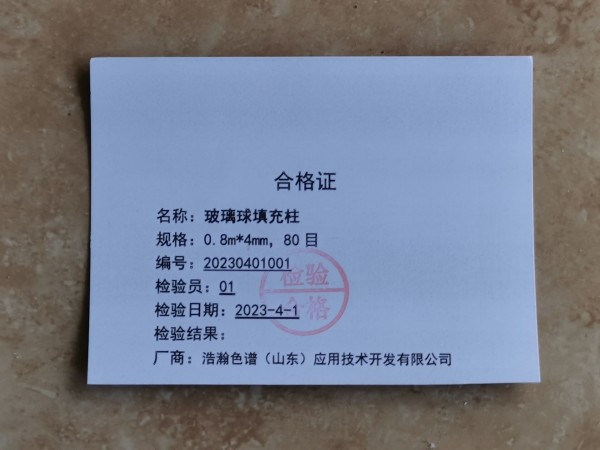 合格证
名称：玻璃球填充柱
规格：0.8m*4mm，80目
编号：20230401001
检验员：01
检验日期：2023-4-1
检验结果：
厂商：浩瀚色谱（山东）应用技术开发有限公司
检验
合格